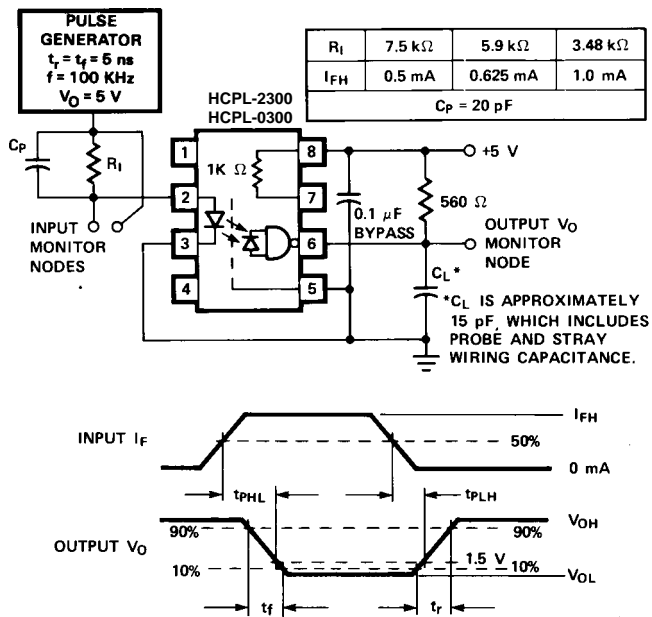 PULSE
GENERATOR
tr = tf = 5 ns
f = 100 KHz
VO = 5 V
RI 7.5 kΩ 5.9 kΩ 3.48 kΩ
IFH 0.5 mA 0.625 mA 1.0 mA
CP = 20 pF
HCPL-2300
HCPL-0300
CP
RI
1
2
3
4
1K Ω
8
7
6
5
+5 V
0.1 μF
BYPASS
560 Ω
INPUT
MONITOR
NODES
OUTPUT VO
MONITOR
NODE
CL *
*CL IS APPROXIMATELY
15 pF, WHICH INCLUDES
PROBE AND STRAY
WIRING CAPACITANCE.
INPUT IF
IFH
50%
0 mA
tPHL
tPLH
OUTPUT VO
90%
10%
90%
1.5 V
10%
VOH
VOL
tf
tr